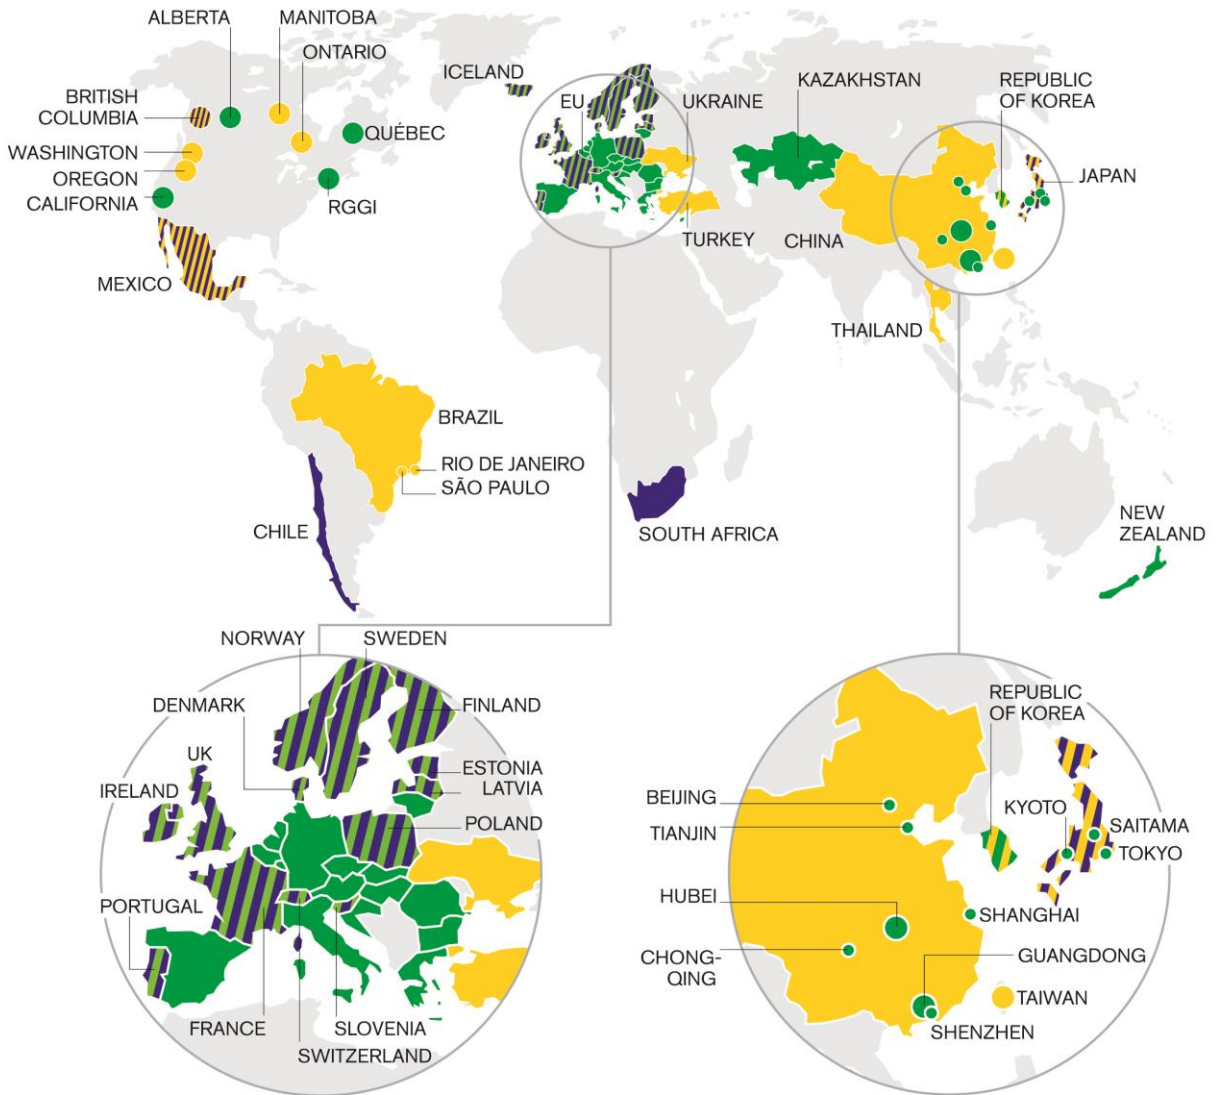 ALBERTA
MANITOBA
ONTARIO
BRITISH
COLUMBIA
QUÉBEC
WASHINGTON
OREGON
CALIFORNIA
RGGI
MEXICO
ICELAND
EU
UKRAINE
KAZAKHSTAN
REPUBLIC
OF KOREA
JAPAN
TURKEY
CHINA
THAILAND
BRAZIL
RIO DE JANEIRO
SÃO PAULO
CHILE
SOUTH AFRICA
NEW
ZEALAND
NORWAY
SWEDEN
DENMARK
FINLAND
UK
IRELAND
ESTONIA
LATVIA
POLAND
PORTUGAL
FRANCE
SLOVENIA
SWITZERLAND
REPUBLIC
OF KOREA
BEIJING
TIANJIN
KYOTO
SAITAMA
TOKYO
HUBEI
SHANGHAI
CHONG-
QING
GUANGDONG
TAIWAN
SHENZHEN